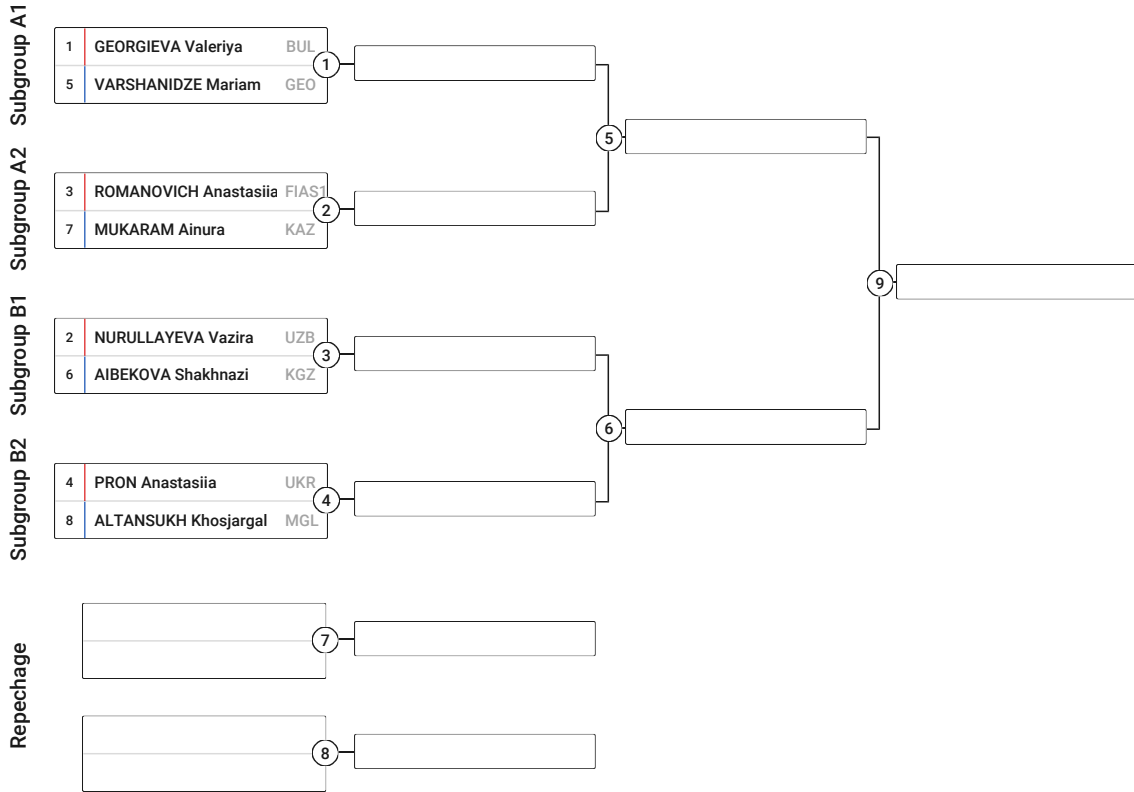 Subgroup A1
1 GEORGIEVA Valeriya BUL
5 VARSHANIDZE Mariam GEO
1
Subgroup A2
3 ROMANOVICH Anastasiia FIAS1
7 MUKARAM Ainura KAZ
2
5
Subgroup B1
2 NURULLAYEVA Vazira UZB
6 AIBEKOVA Shakhnazi KGZ
3
Subgroup B2
4 PRON Anastasiia UKR
8 ALTANSUKH Khosjargal MGL
4
6
9
Repechage
7
8